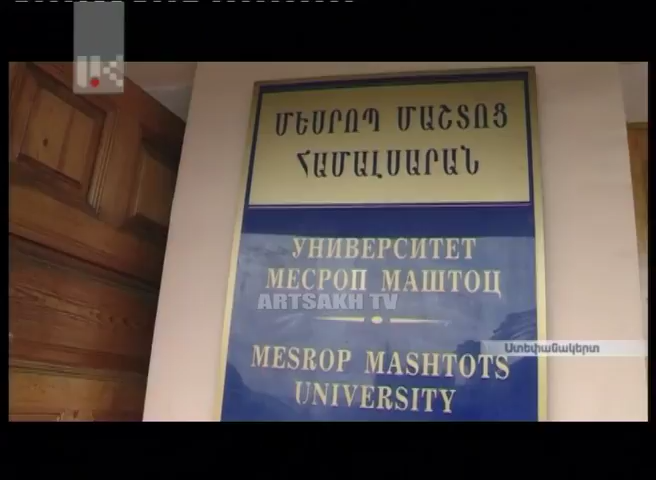 ՄԵՍՐՈՊ ՄԱՇՏՈՑ
ՀԱՄԱԼՍԱՐԱՆ
УНИВЕРСИТЕТ
МЕСРОП МАШТОЦ
ARTSAKH TV
Ստեփանակերտ
MESROP MASHTOTS
UNIVERSITY